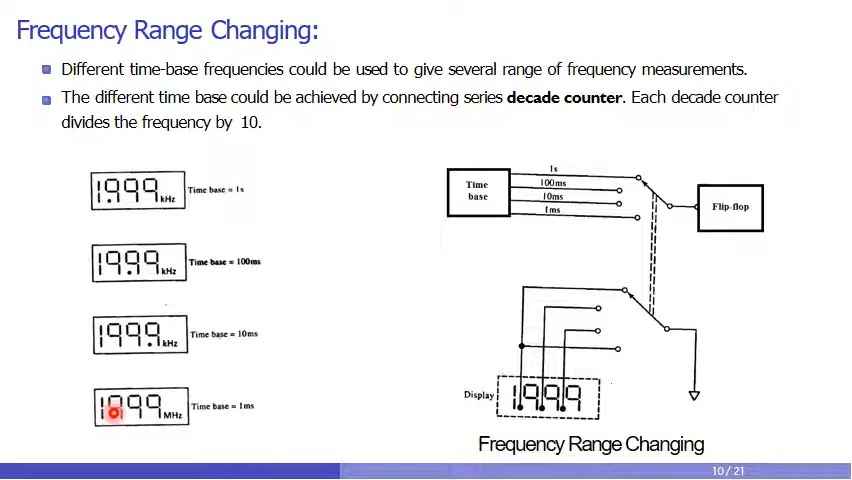 Frequency Range Changing:
Different time-base frequencies could be used to give several range of frequency measurements.
The different time base could be achieved by connecting series decade counter. Each decade counter
divides the frequency by 10.
1.999 kHz
Time base = 1s
19.99 kHz
Time base = 100ms
199.9 kHz
Time base = 10ms
1999 MHz
Time base = 1ms
Time
base
1s
100ms
10ms
1ms
Flip-flop
Display
1999
Frequency Range Changing
10 / 21